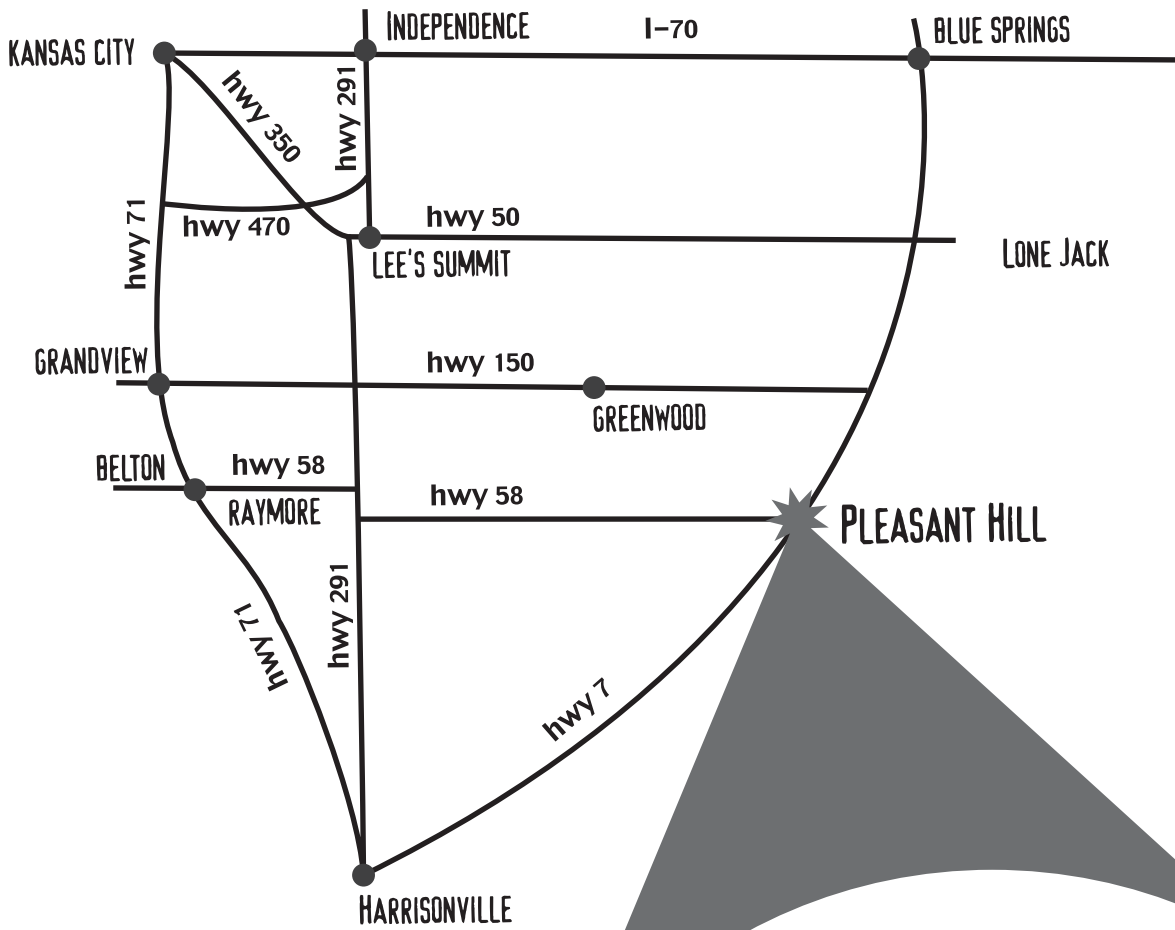 INDEPENDENCE
I-70
BLUE SPRINGS
KANSAS CITY
hwy 350
hwy 291
hwy 71
hwy 470
hwy 50
LEE'S SUMMIT
LONE JACK
GRANDVIEW
hwy 150
GREENWOOD
BELTON
hwy 58
RAYMORE
hwy 58
PLEASANT HILL
hwy 71
hwy 291
hwy 7
HARRISONVILLE